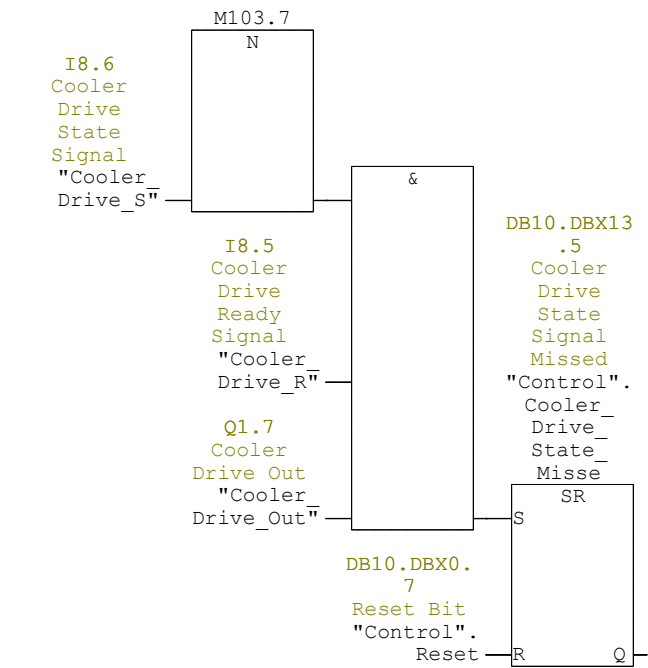 M103.7
N
I8.6
Cooler
Drive
State
Signal
"Cooler_
Drive_S"
&
I8.5
Cooler
Drive
Ready
Signal
"Cooler_
Drive_R"
Q1.7
Cooler
Drive Out
"Cooler_
Drive_Out"
DB10.DBX13
.5
Cooler
Drive
State
Signal
Missed
"Control".
Cooler_
Drive_
State_
Misse
SR
S
DB10.DBX0.
7
Reset Bit
"Control".
Reset
R
Q